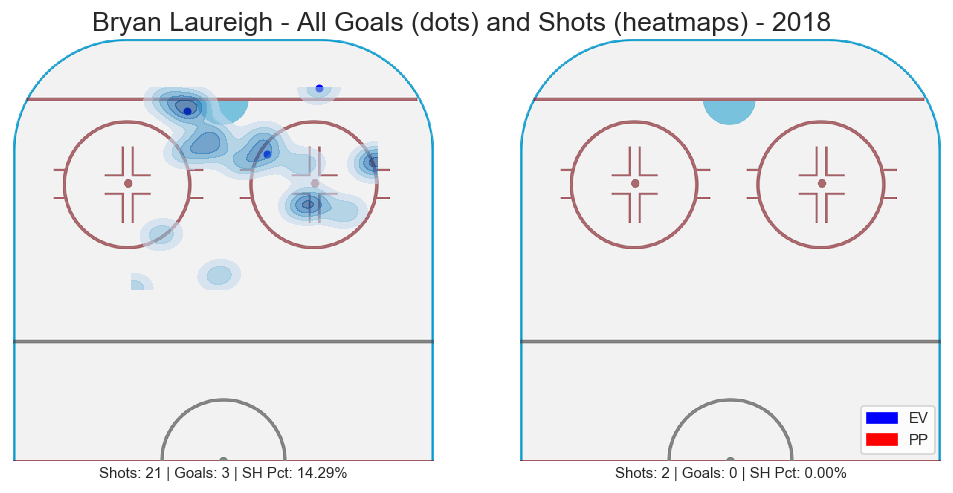 Bryan Laureigh - All Goals (dots) and Shots (heatmaps) - 2018
EV
PP
Shots: 21 | Goals: 3 | SH Pct: 14.29%
Shots: 2 | Goals: 0 | SH Pct: 0.00%